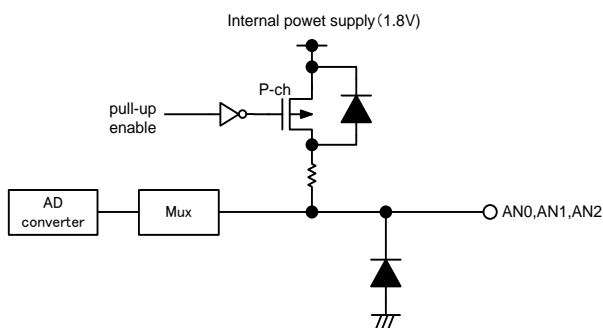 Internal powet supply（1.8V）
P-ch
pull-up
enable
AD
converter
Mux
AN0,AN1,AN2